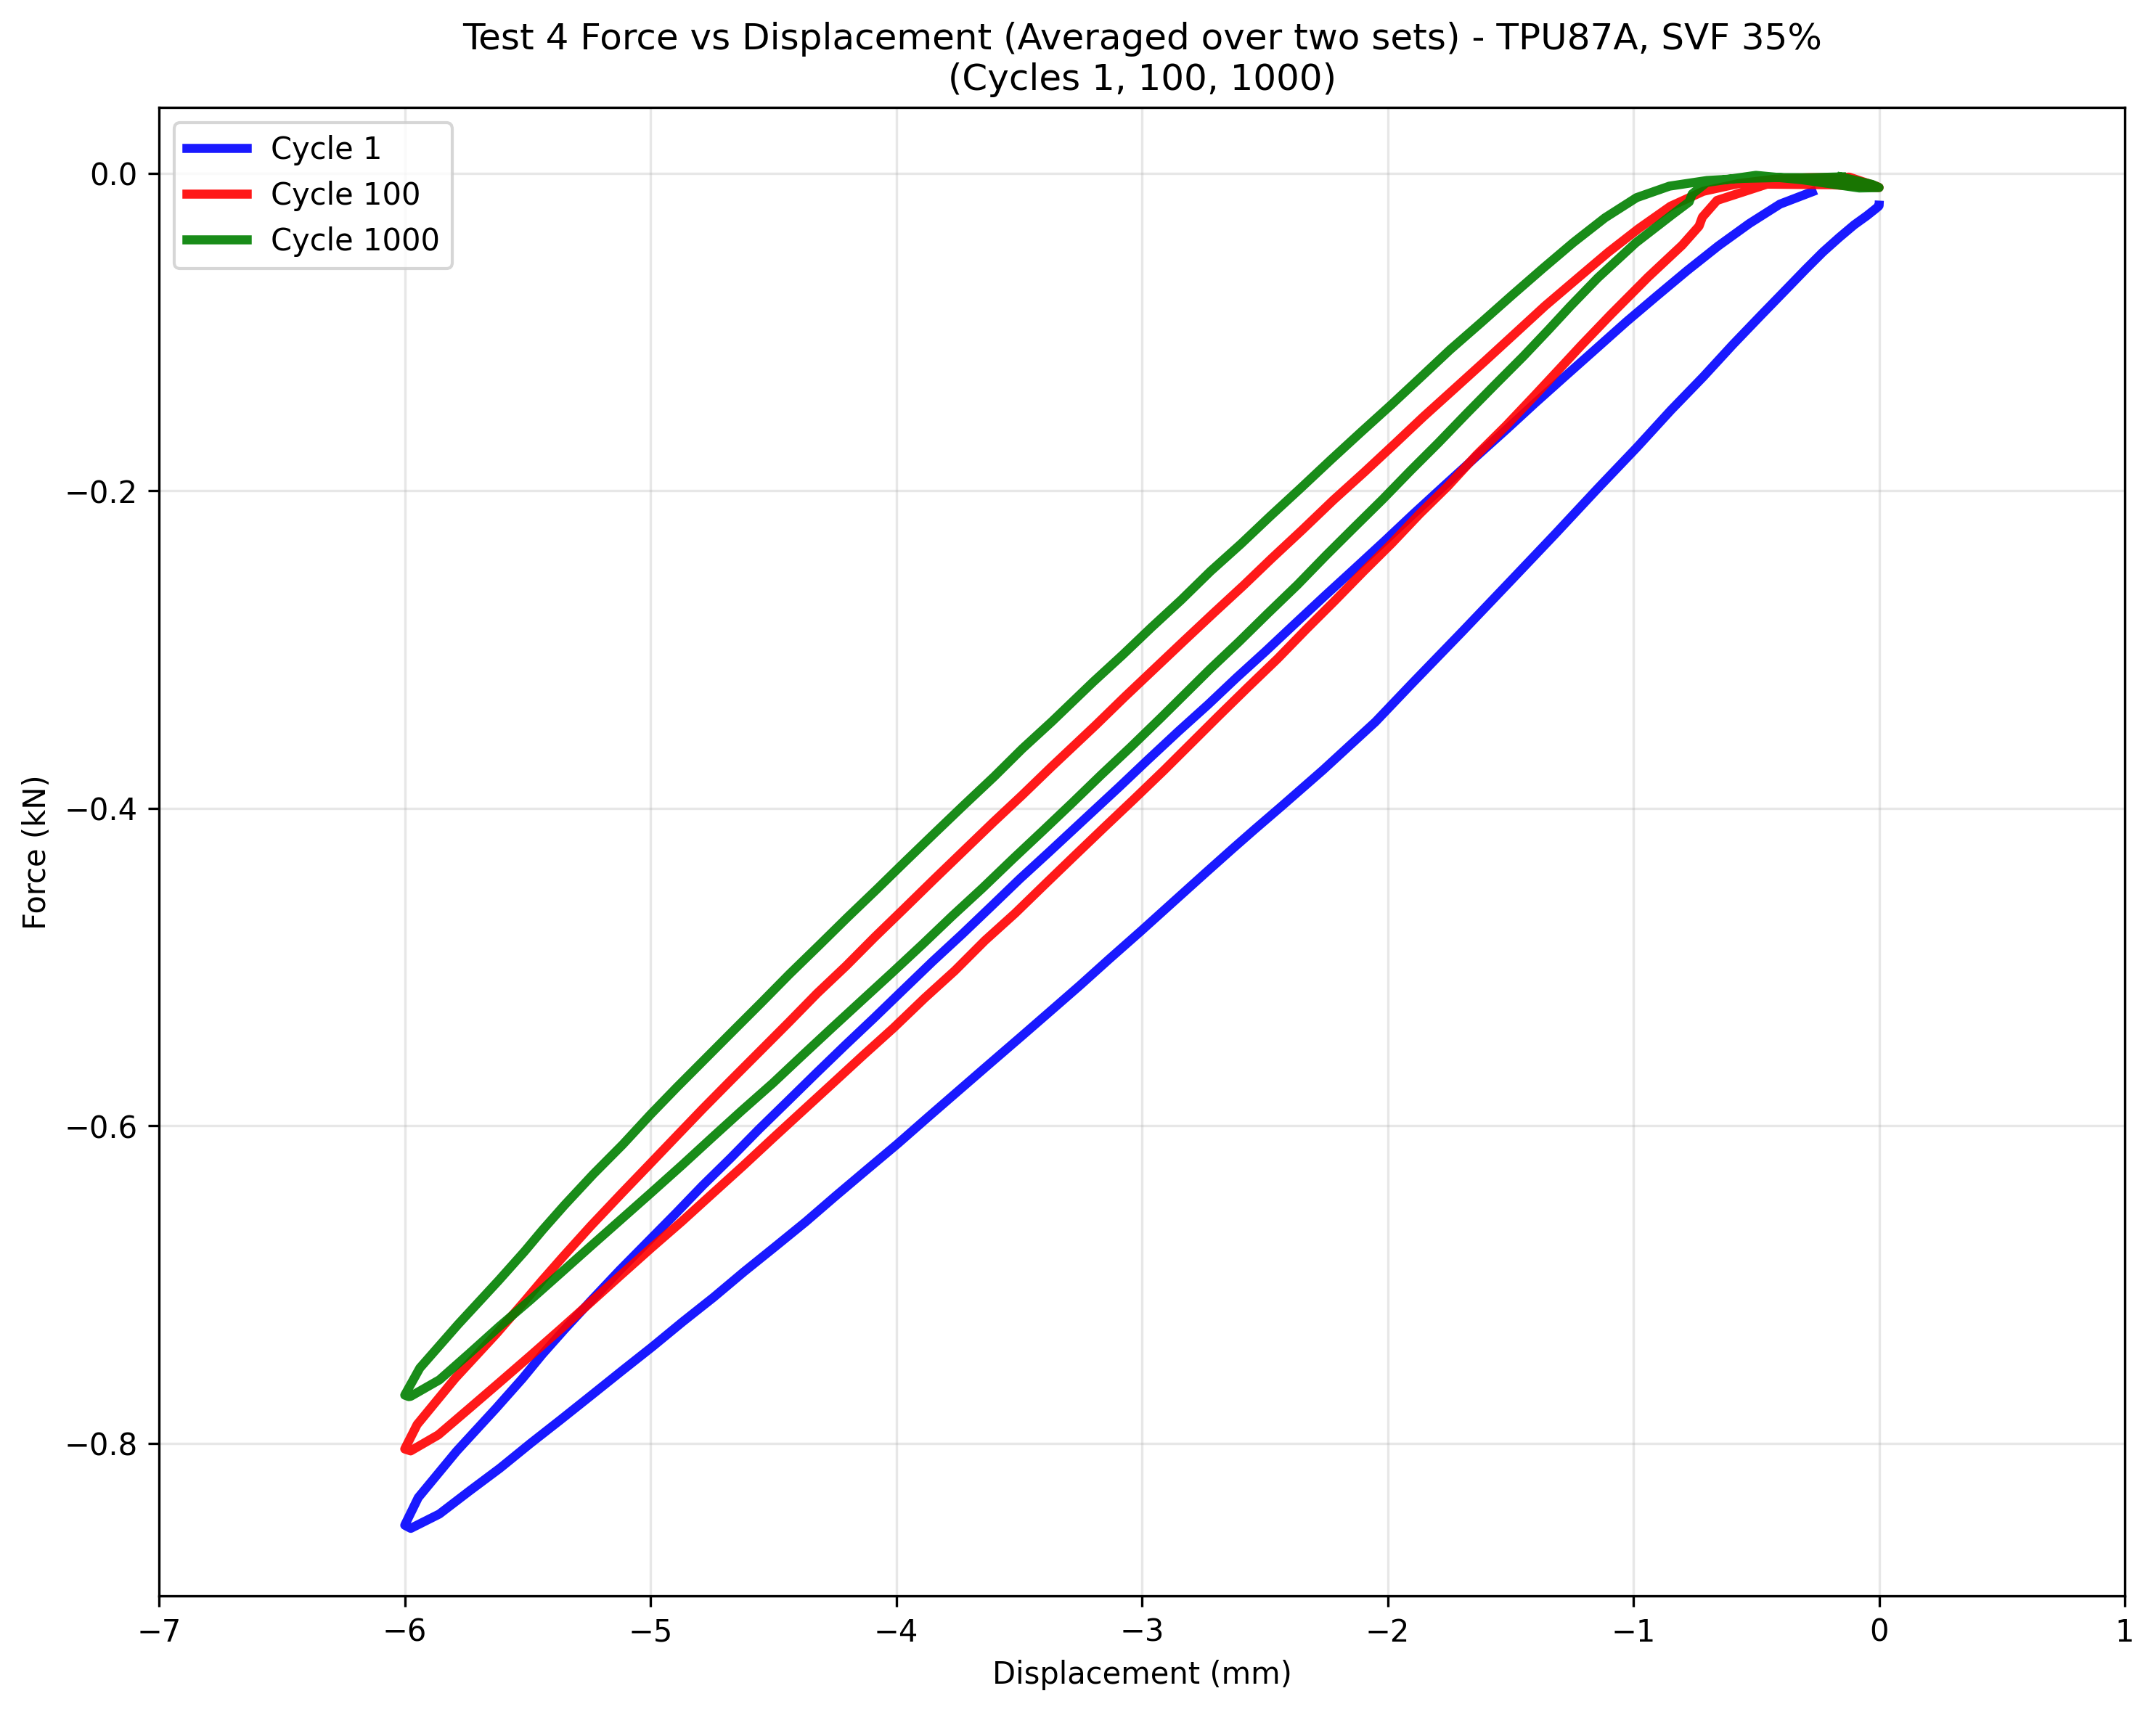 Test 4 Force vs Displacement (Averaged over two sets) - TPU87A, SVF 35%
(Cycles 1, 100, 1000)
Cycle 1
Cycle 100
Cycle 1000
0.0
−0.2
−0.4
−0.6
−0.8
Force (kN)
−7
−6
−5
−4
−3
−2
−1
0
1
Displacement (mm)